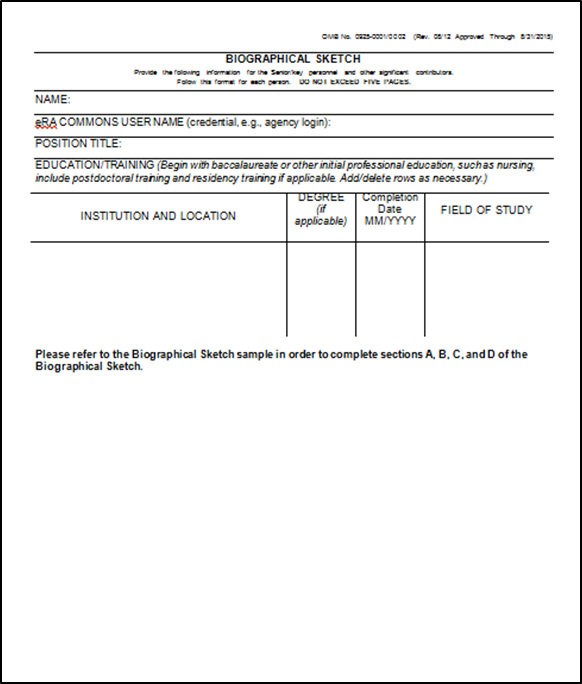 OMB No. 0925-0001/0002 (Rev. 08/12 Approved Through 8/31/2015)
BIOGRAPHICAL SKETCH
Provide the following information for the Senior/key personnel and other significant contributors.
Follow this format for each person. DO NOT EXCEED FIVE PAGES.
NAME:
eRA COMMONS USER NAME (credential, e.g., agency login):
POSITION TITLE:
EDUCATION/TRAINING (Begin with baccalaureate or other initial professional education, such as nursing,
include postdoctoral training and residency training if applicable. Add/delete rows as necessary.)
INSTITUTION AND LOCATION
DEGREE
(if
applicable)
Completion
Date
MM/YYYY
FIELD OF STUDY
Please refer to the Biographical Sketch sample in order to complete sections A, B, C, and D of the
Biographical Sketch.